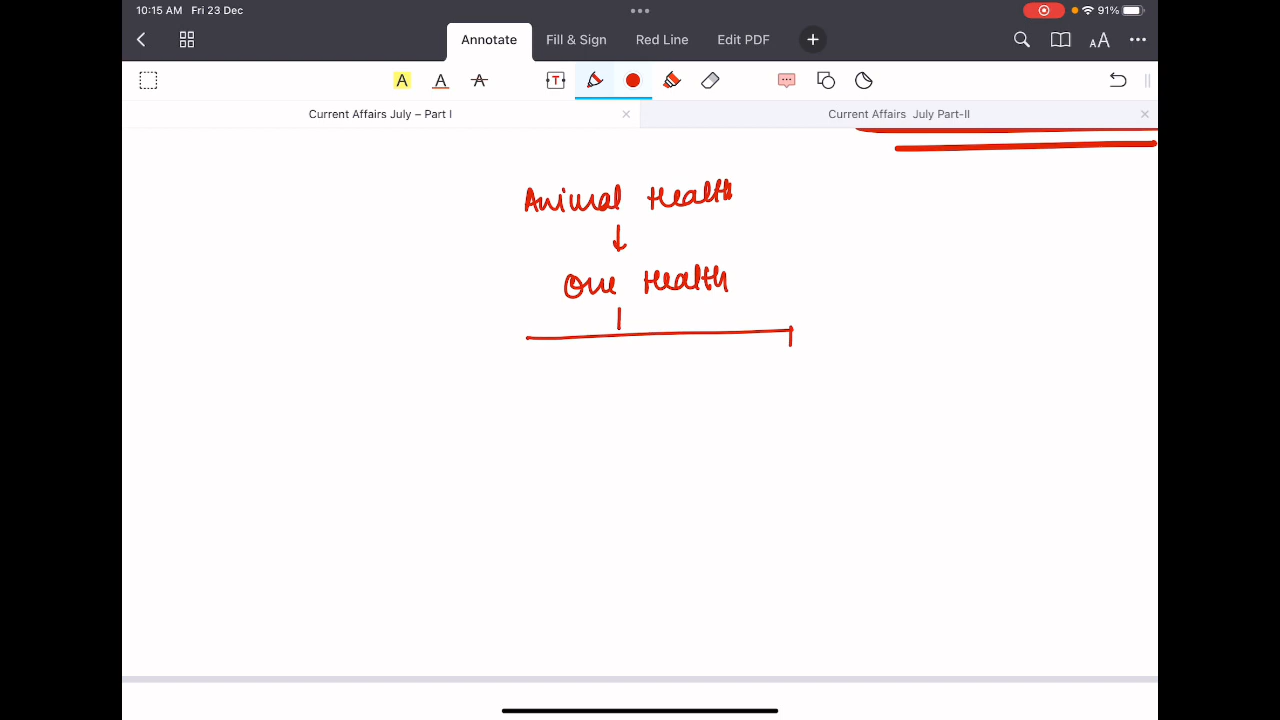 10:15 AM Fri 23 Dec 91%
Annotate Fill & Sign Red Line Edit PDF
A A A T AA
Current Affairs July – Part I Current Affairs July Part-II
Animal Health
One Health